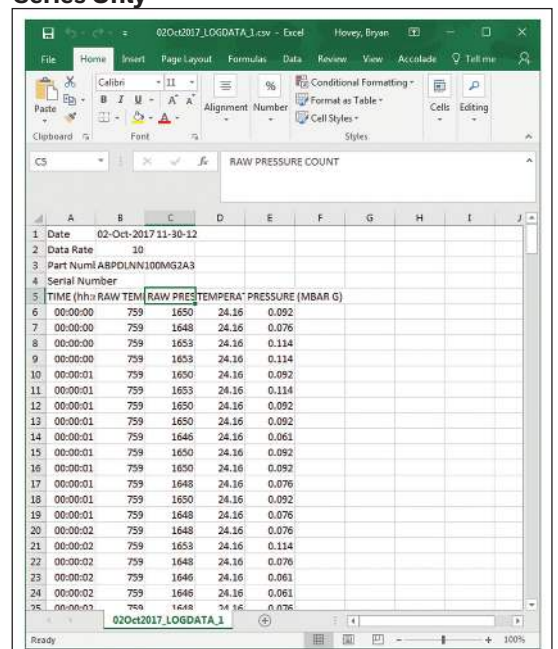 Series Only
02Oct2017_LOGDATA_1.csv - Excel Hovey, Bryan
File Home Insert Page Layout Formulas Data Review View Accolade Tell me
Paste
Calibri 11
B I U
Alignment Number
Conditional Formatting
Format as Table
Cell Styles
Cells Editing
Clipboard Font Styles
C5 fx RAW PRESSURE COUNT
A B C D E F G H I J
1 Date 02-Oct-2017 11-30-12
2 Data Rate 10
3 Part Numl ABPDLNN100MG2A3
4 Serial Number
5 TIME (hh: RAW TEMI RAW PRES TEMPERAT PRESSURE (MBAR G)
6 00:00:00 759 1650 24.16 0.092
7 00:00:00 759 1648 24.16 0.076
8 00:00:00 759 1653 24.16 0.114
9 00:00:00 759 1653 24.16 0.114
10 00:00:01 759 1650 24.16 0.092
11 00:00:01 759 1653 24.16 0.114
12 00:00:01 759 1650 24.16 0.092
13 00:00:01 759 1650 24.16 0.092
14 00:00:01 759 1646 24.16 0.061
15 00:00:01 759 1650 24.16 0.092
16 00:00:01 759 1650 24.16 0.092
17 00:00:01 759 1648 24.16 0.076
18 00:00:01 759 1650 24.16 0.092
19 00:00:01 759 1648 24.16 0.076
20 00:00:02 759 1648 24.16 0.076
21 00:00:02 759 1653 24.16 0.114
22 00:00:02 759 1648 24.16 0.076
23 00:00:02 759 1646 24.16 0.061
24 00:00:02 759 1646 24.16 0.061
25 00:00:02 759 1648 24.16 0.076
02Oct2017_LOGDATA_1
Ready 100%